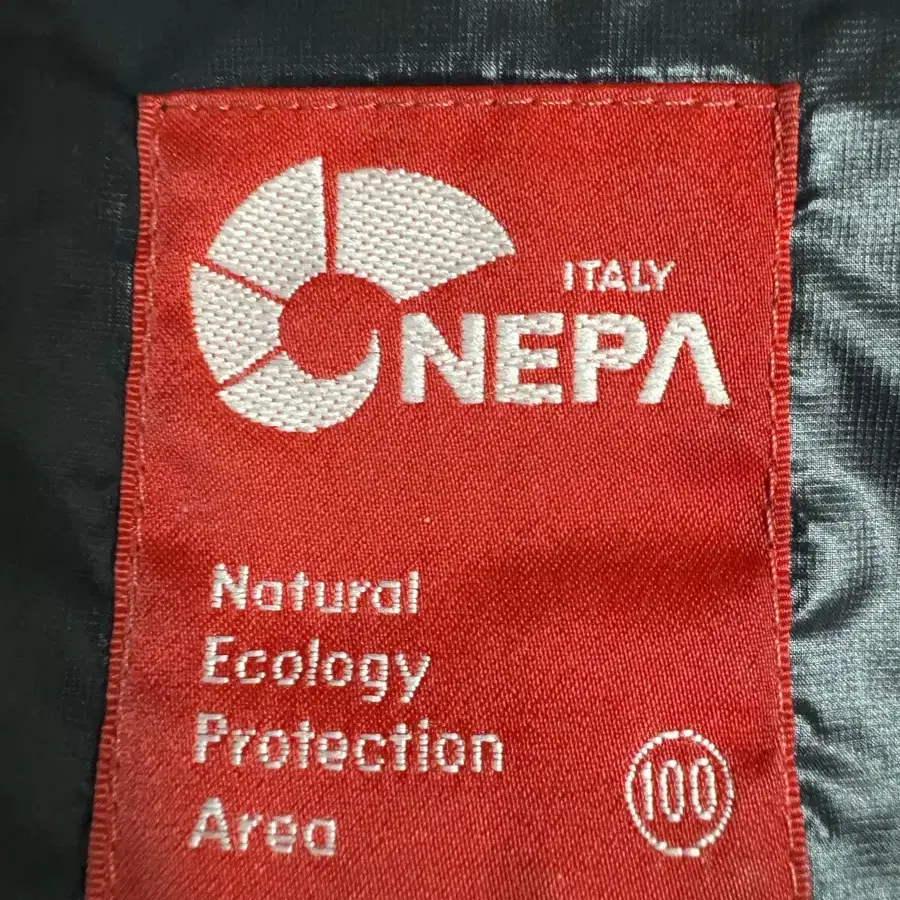 ITALY
NEPA
Natural
Ecology
Protection
Area
100